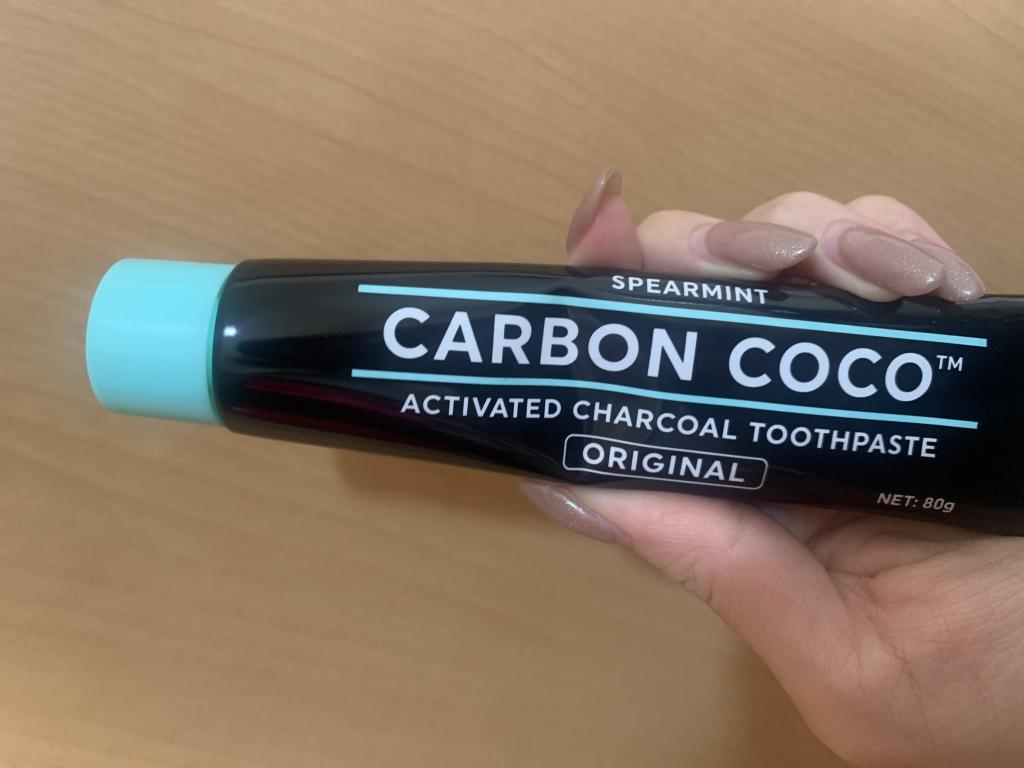 SPEARMINT
CARBON COCO™
ACTIVATED CHARCOAL TOOTHPASTE
ORIGINAL
NET: 80g